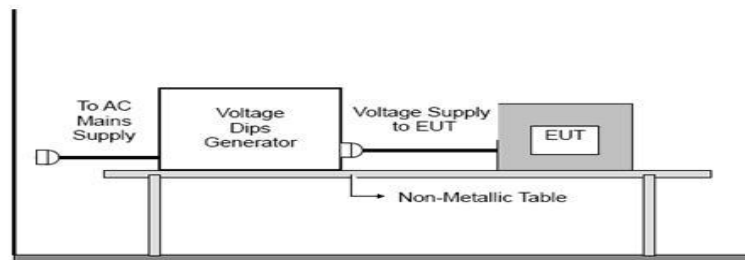 To AC
Mains
Supply
Voltage
Dips
Generator
Voltage Supply
to EUT
EUT
Non-Metallic Table